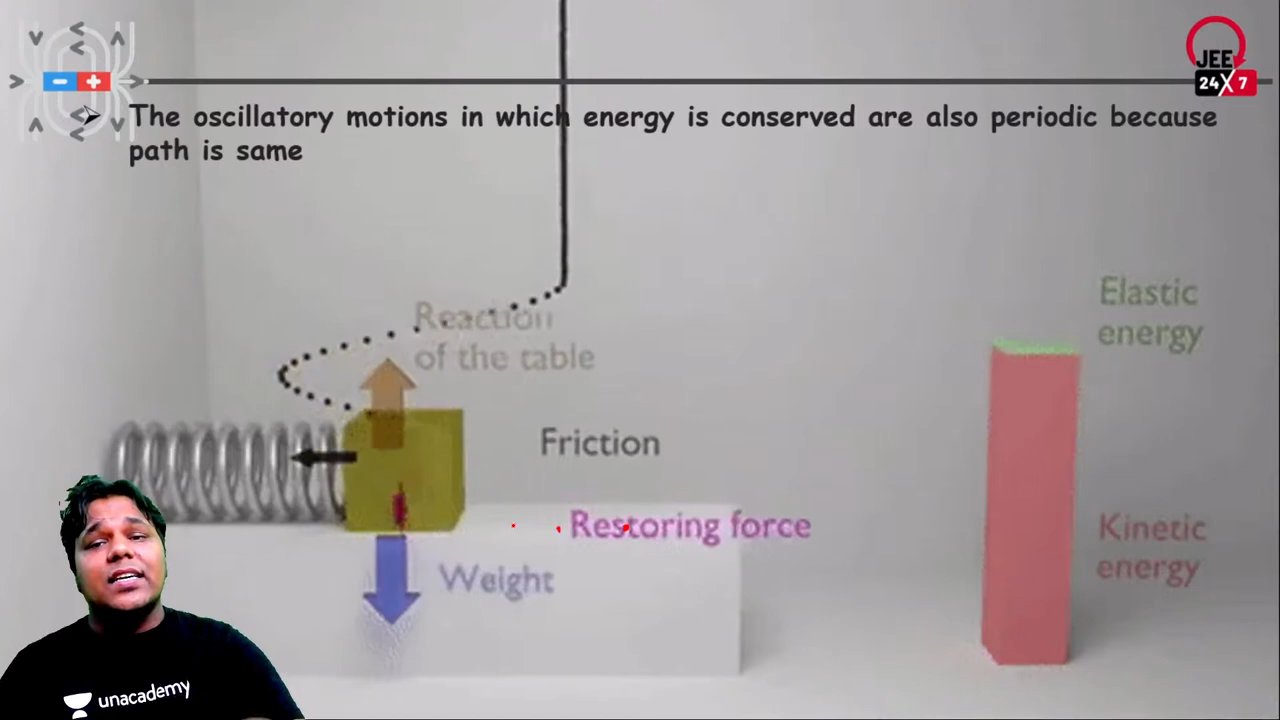 JEE
24X7
The oscillatory motions in which energy is conserved are also periodic because
path is same
Reaction
of the table
Elastic
energy
Friction
Restoring force
Kinetic
energy
Weight
unacademy